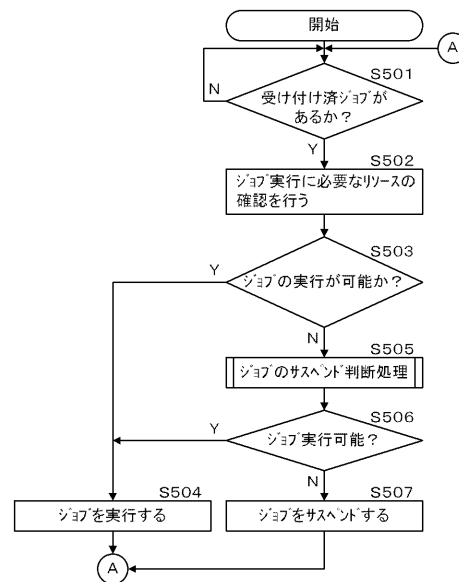 開始
A
S501
受け付け済ジョブが
あるか？
N
Y
S502
ジョブ実行に必要なリソースの
確認を行う
S503
ジョブの実行が可能か？
Y
N
S505
ジョブのサスペンド判断処理
S506
ジョブ実行可能？
Y
N
S504
ジョブを実行する
S507
ジョブをサスペンドする
A